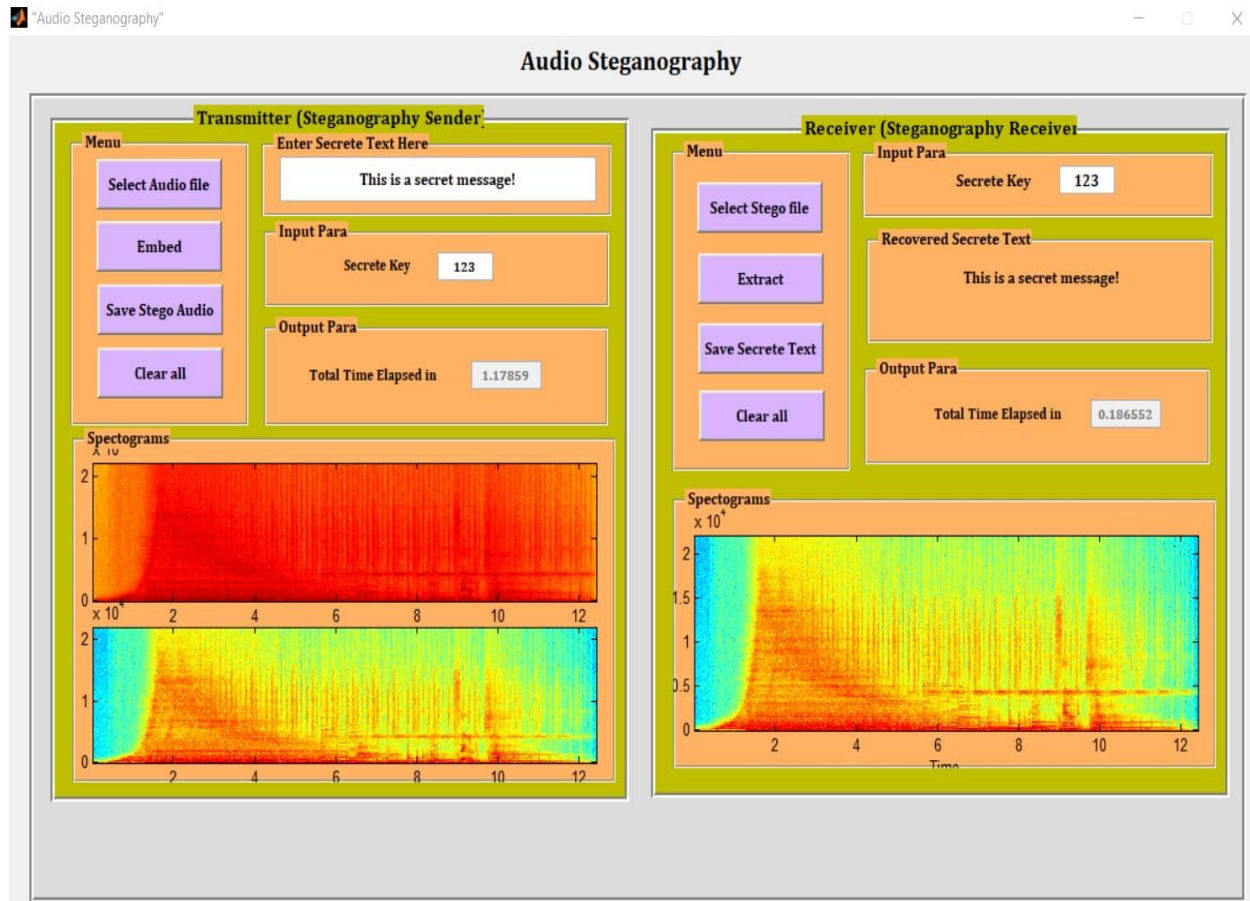 "Audio Steganography"
Audio Steganography
Transmitter (Steganography Sender)
Menu
Select Audio file
Embed
Save Stego Audio
Clear all
Enter Secrete Text Here
This is a secret message!
Input Para
Secrete Key 123
Output Para
Total Time Elapsed in 1.17859
Spectograms
2
1
0
x 10^4
2 4 6 8 10 12
2
1
0
2 4 6 8 10 12
Receiver (Steganography Receiver
Menu
Select Stego file
Extract
Save Secrete Text
Clear all
Input Para
Secrete Key 123
Recovered Secrete Text
This is a secret message!
Output Para
Total Time Elapsed in 0.186552
Spectograms
x 10^4
2
1.5
1
0.5
0
2 4 6 8 10 12
Time